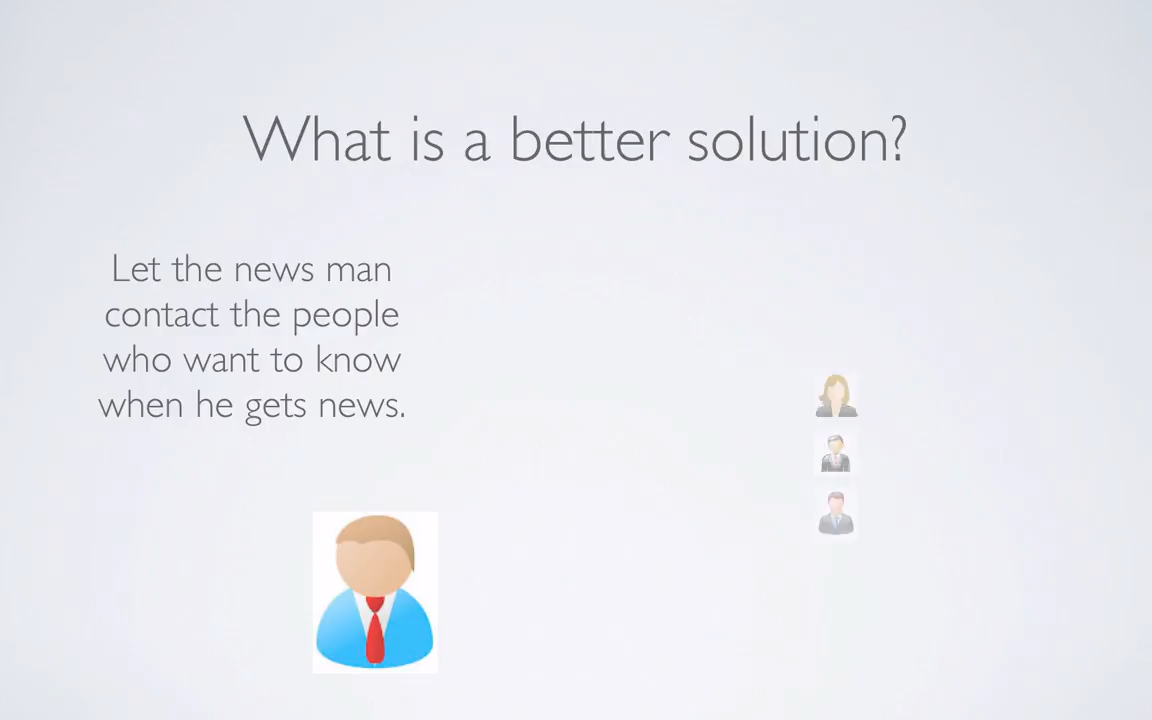 What is a better solution?
Let the news man
contact the people
who want to know
when he gets news.